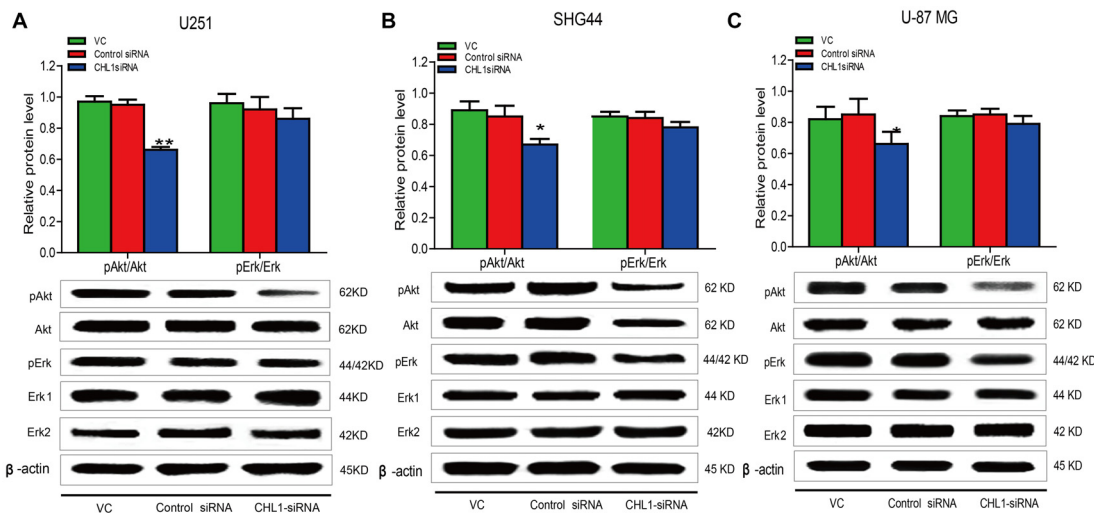 A
U251
VC
Control siRNA
CHL1siRNA
Relative protein level
1.2
1.0
0.8
0.6
0.4
0.2
0.0
**
pAkt/Akt pErk/Erk
pAkt 62KD
Akt 62KD
pErk 44/42KD
Erk1 44KD
Erk2 42KD
β-actin 45KD
VC Control siRNA CHL1-siRNA
B
SHG44
VC
Control siRNA
CHL1siRNA
Relative protein level
1.2
1.0
0.8
0.6
0.4
0.2
0.0
*
pAkt/Akt pErk/Erk
pAkt 62 KD
Akt 62 KD
pErk 44/42 KD
Erk1 44 KD
Erk2 42KD
β-actin 45 KD
VC Control siRNA CHL1-siRNA
C
U-87 MG
VC
Control siRNA
CHL1siRNA
Relative protein level
1.2
1.0
0.8
0.6
0.4
0.2
0.0
*
pAkt/Akt pErk/Erk
pAkt 62 KD
Akt 62 KD
pErk 44/42 KD
Erk1 44 KD
Erk2 42 KD
β-actin 45 KD
VC Control siRNA CHL1-siRNA